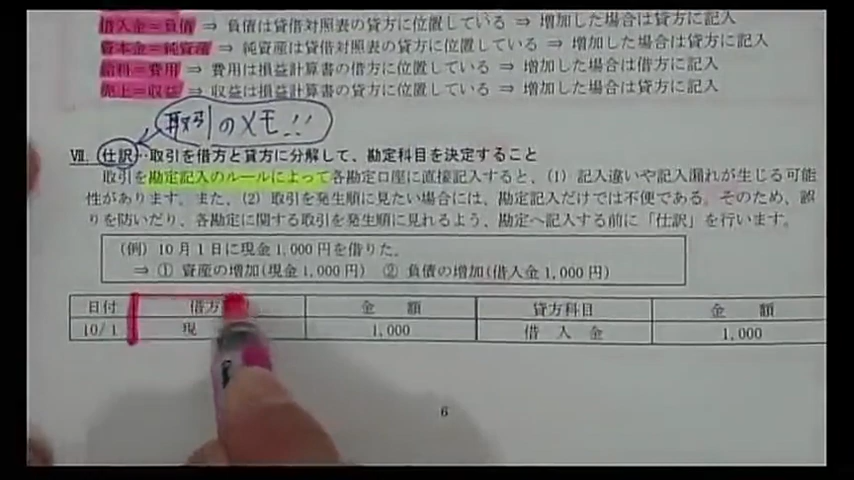 借入金=負債 ⇒ 負債は貸借対照表の貸方に位置している ⇒ 増加した場合は貸方に記入
資本金=純資産 ⇒ 純資産は貸借対照表の貸方に位置している ⇒ 増加した場合は貸方に記入
給料=費用 ⇒ 費用は損益計算書の借方に位置している ⇒ 増加した場合は借方に記入
売上=収益 ⇒ 収益は損益計算書の貸方に位置している ⇒ 増加した場合は貸方に記入
取引のメモ!!
Ⅶ. 仕訳…取引を借方と貸方に分解して、勘定科目を決定すること
取引を勘定記入のルールによって各勘定口座に直接記入すると、(1) 記入違いや記入漏れが生じる可能
性があります。また、(2) 取引を発生順に見たい場合には、勘定記入だけでは不便である。そのため、誤
りを防いだり、各勘定に関する取引を発生順に見れるよう、勘定へ記入する前に「仕訳」を行います。
(例) 10月1日に現金1,000円を借りた。
⇒ ① 資産の増加(現金1,000円) ② 負債の増加(借入金1,000円)
日付 借方 金額 貸方科目 金額
10/1 現 1,000 借入金 1,000
6